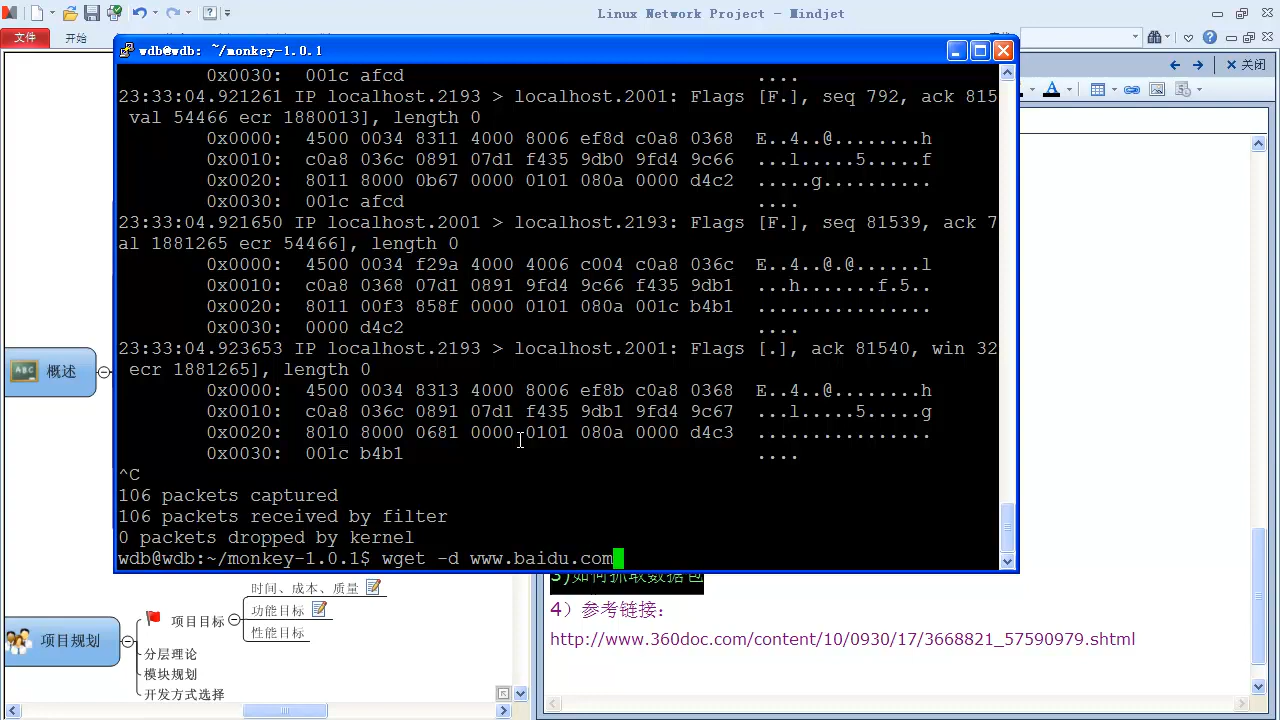 Linux Network Project - Mindjet
文件
开始
关闭
wdb@wdb: ~/monkey-1.0.1
0x0030: 001c afcd ....
23:33:04.921261 IP localhost.2193 > localhost.2001: Flags [F.], seq 792, ack 815
val 54466 ecr 1880013], length 0
0x0000: 4500 0034 8311 4000 8006 ef8d c0a8 0368 E..4..@........h
0x0010: c0a8 036c 0891 07d1 f435 9db0 9fd4 9c66 ...l.....5.....f
0x0020: 8011 8000 0b67 0000 0101 080a 0000 d4c2 .....g..........
0x0030: 001c afcd ....
23:33:04.921650 IP localhost.2001 > localhost.2193: Flags [F.], seq 81539, ack 7
al 1881265 ecr 54466], length 0
0x0000: 4500 0034 f29a 4000 4006 c004 c0a8 036c E..4..@.@......l
0x0010: c0a8 0368 07d1 0891 9fd4 9c66 f435 9db1 ...h.......f.5..
0x0020: 8011 00f3 858f 0000 0101 080a 001c b4b1 ................
0x0030: 0000 d4c2 ....
23:33:04.923653 IP localhost.2193 > localhost.2001: Flags [.], ack 81540, win 32
ecr 1881265], length 0
0x0000: 4500 0034 8313 4000 8006 ef8b c0a8 0368 E..4..@........h
0x0010: c0a8 036c 0891 07d1 f435 9db1 9fd4 9c67 ...l.....5.....g
0x0020: 8010 8000 0681 0000 0101 080a 0000 d4c3 ................
0x0030: 001c b4b1 ....
^C
106 packets captured
106 packets received by filter
0 packets dropped by kernel
wdb@wdb:~/monkey-1.0.1$ wget -d www.baidu.com
ABC
概述
项目规划
项目目标
时间、成本、质量
功能目标
性能目标
分层理论
模块规划
开发方式选择
3)如何抓取数据包
4）参考链接：
http://www.360doc.com/content/10/0930/17/3668821_57590979.shtml